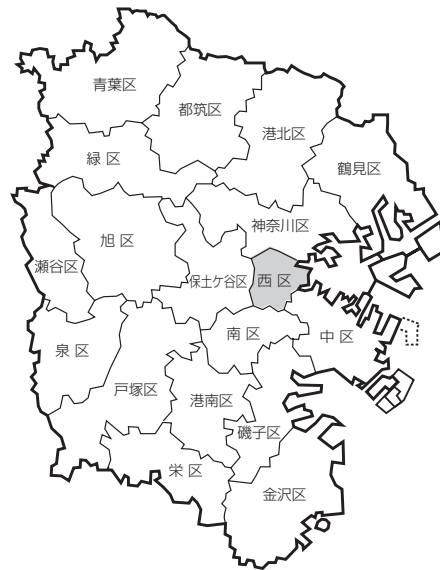 青葉区
都筑区
港北区
緑 区
鶴見区
神奈川区
旭 区
瀬谷区
保土ケ谷区
西 区
南 区
中 区
泉 区
戸塚区
港南区
磯子区
栄 区
金沢区